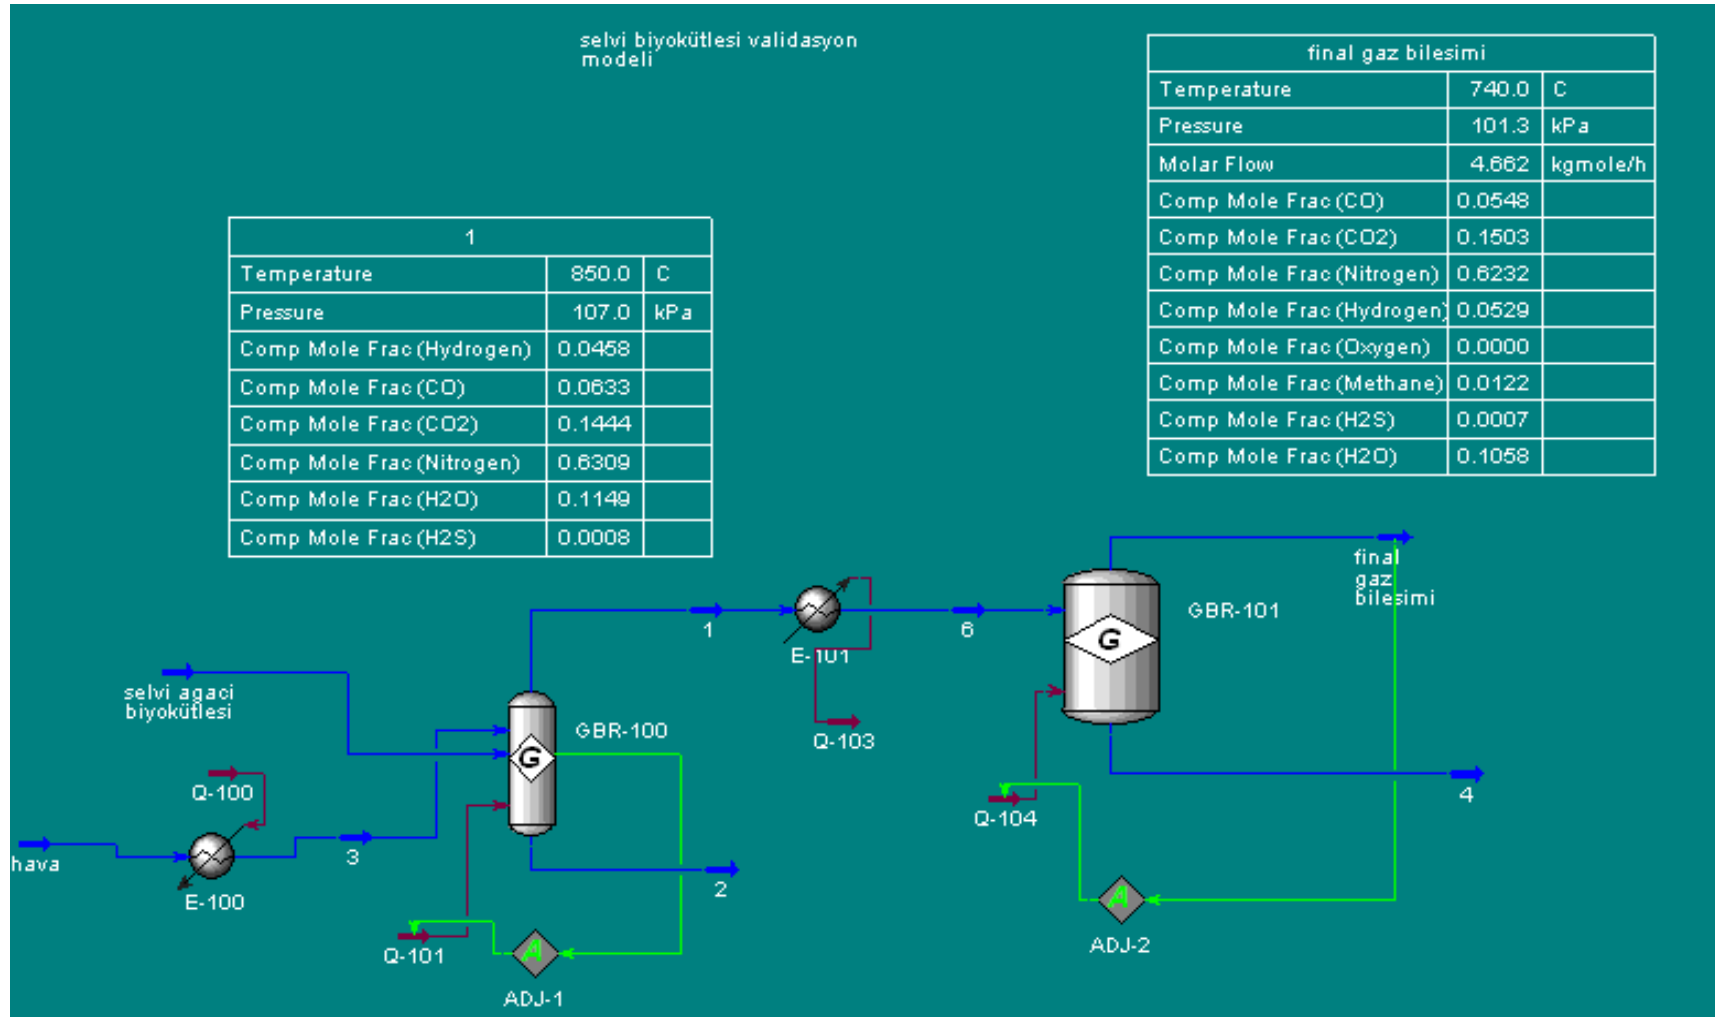 selvi biyokütlesi validasyon
modeli
final gaz bilesimi
Temperature 740.0 C
Pressure 101.3 kPa
Molar Flow 4.662 kgmole/h
Comp Mole Frac (CO) 0.0548
Comp Mole Frac (CO2) 0.1503
Comp Mole Frac (Nitrogen) 0.6232
Comp Mole Frac (Hydrogen) 0.0529
Comp Mole Frac (Oxygen) 0.0000
Comp Mole Frac (Methane) 0.0122
Comp Mole Frac (H2S) 0.0007
Comp Mole Frac (H2O) 0.1058
1
Temperature 850.0 C
Pressure 107.0 kPa
Comp Mole Frac (Hydrogen) 0.0458
Comp Mole Frac (CO) 0.0633
Comp Mole Frac (CO2) 0.1444
Comp Mole Frac (Nitrogen) 0.6309
Comp Mole Frac (H2O) 0.1149
Comp Mole Frac (H2S) 0.0008
final
gaz
bilesimi
GBR-101
G
1
6
E-101
selvi agaci
biyokütlesi
GBR-100
G
Q-103
Q-100
4
Q-104
hava
3
2
E-100
A
ADJ-2
Q-101
A
ADJ-1